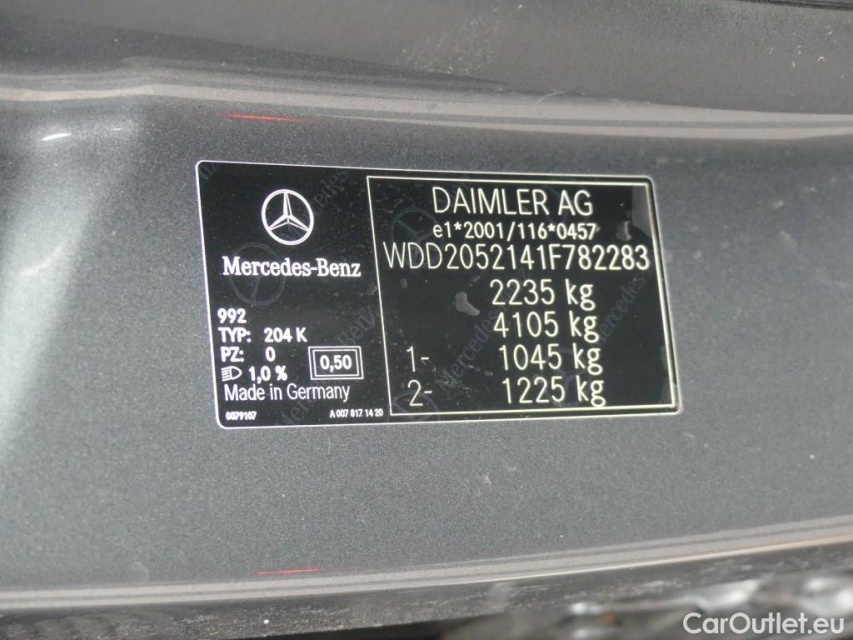 Mercedes-Benz
992
TYP: 204 K
PZ: 0
1,0 %
0,50
Made in Germany
0079107
A 007 817 14 20
DAIMLER AG
e1*2001/116*0457
WDD2052141F782283
2235 kg
4105 kg
1- 1045 kg
2- 1225 kg
CarOutlet.eu